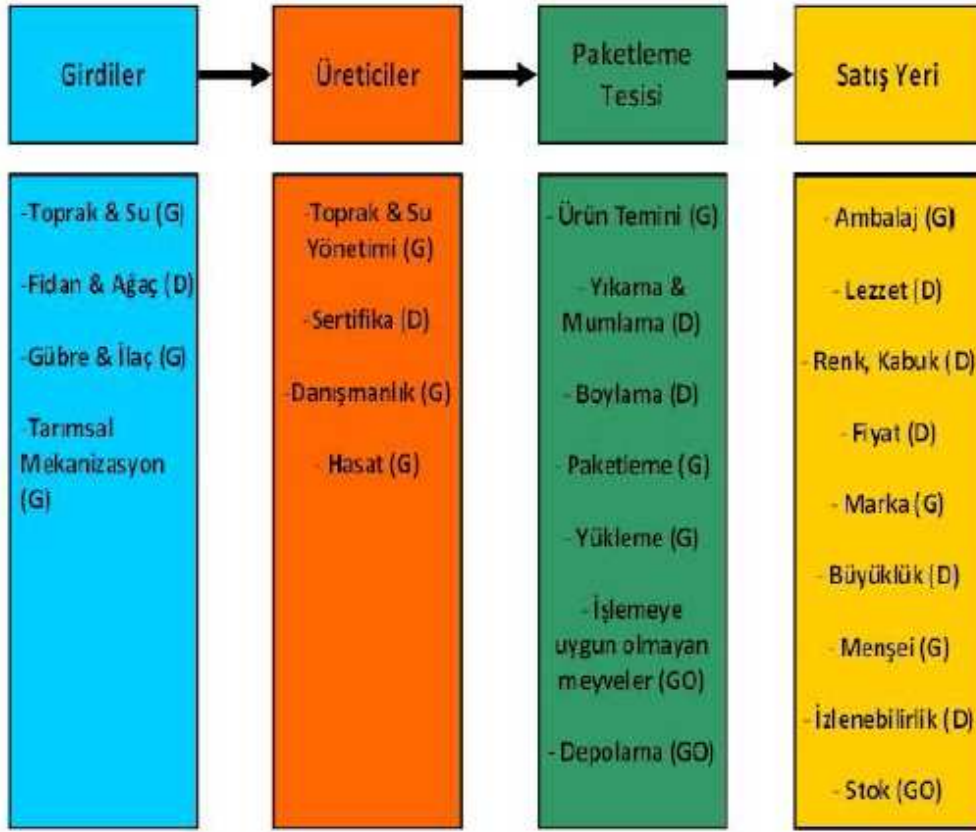 Girdiler
Üreticiler
Paketleme
Tesisi
Satış Yeri
-Toprak & Su (G)
-Fidan & Ağaç (D)
-Gübre & İlaç (G)
-Tarımsal
Mekanizasyon
(G)
-Toprak & Su
Yönetimi (G)
-Sertifika (D)
-Danışmanlık (G)
- Hasat (G)
- Ürün Temini (G)
- Yıkama &
Mumlama (D)
- Boylama (D)
- Paketleme (G)
- Yükleme (G)
- İşlemeye
uygun olmayan
meyveler (GO)
- Depolama (GO)
- Ambalaj (G)
- Lezzet (D)
- Renk, Kabuk (D)
- Fiyat (D)
- Marka (G)
- Büyüklük (D)
- Menşei (G)
- İzlenebilirlik (D)
- Stok (GO)